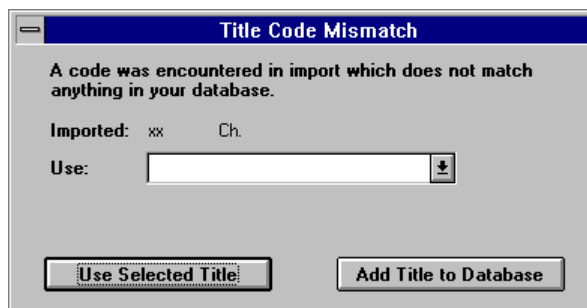 Title Code Mismatch
A code was encountered in import which does not match
anything in your database.
Imported: xx Ch.
Use:
Use Selected Title Add Title to Database